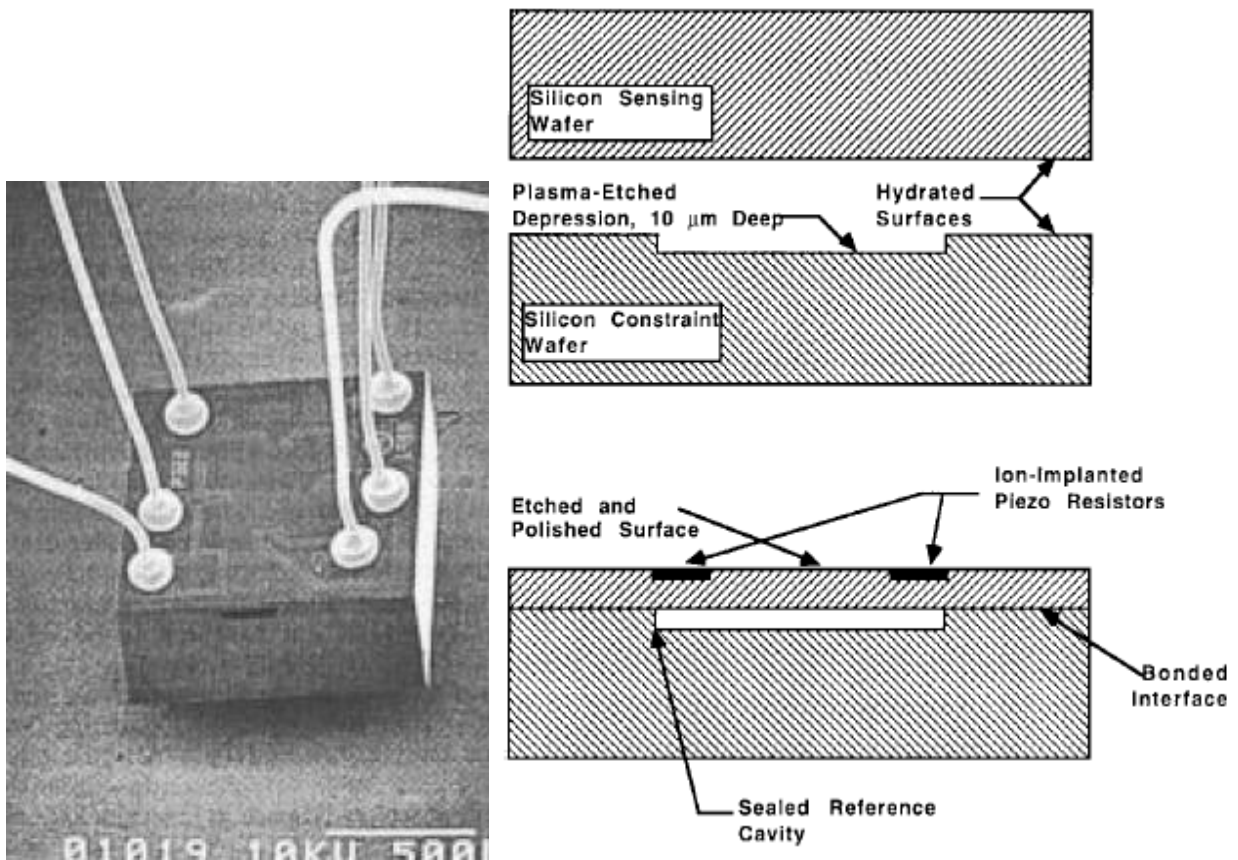 Silicon Sensing
Wafer
Plasma-Etched
Depression, 10 μm Deep
Hydrated
Surfaces
Silicon Constraint
Wafer
Ion-Implanted
Piezo Resistors
Etched and
Polished Surface
Bonded
Interface
Sealed Reference
Cavity
01019 10KU 500